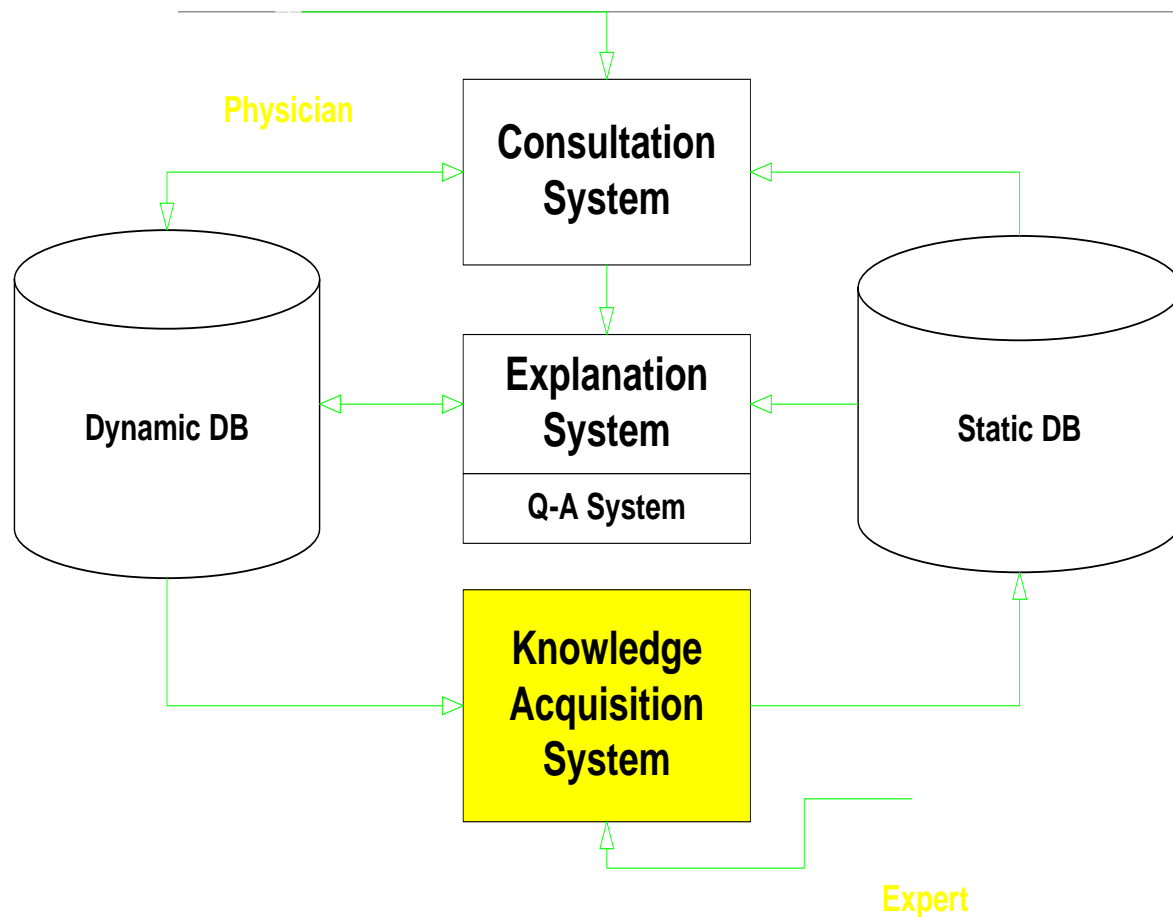 Physician
Consultation
System
Explanation
System
Dynamic DB
Static DB
Q-A System
Knowledge
Acquisition
System
Expert